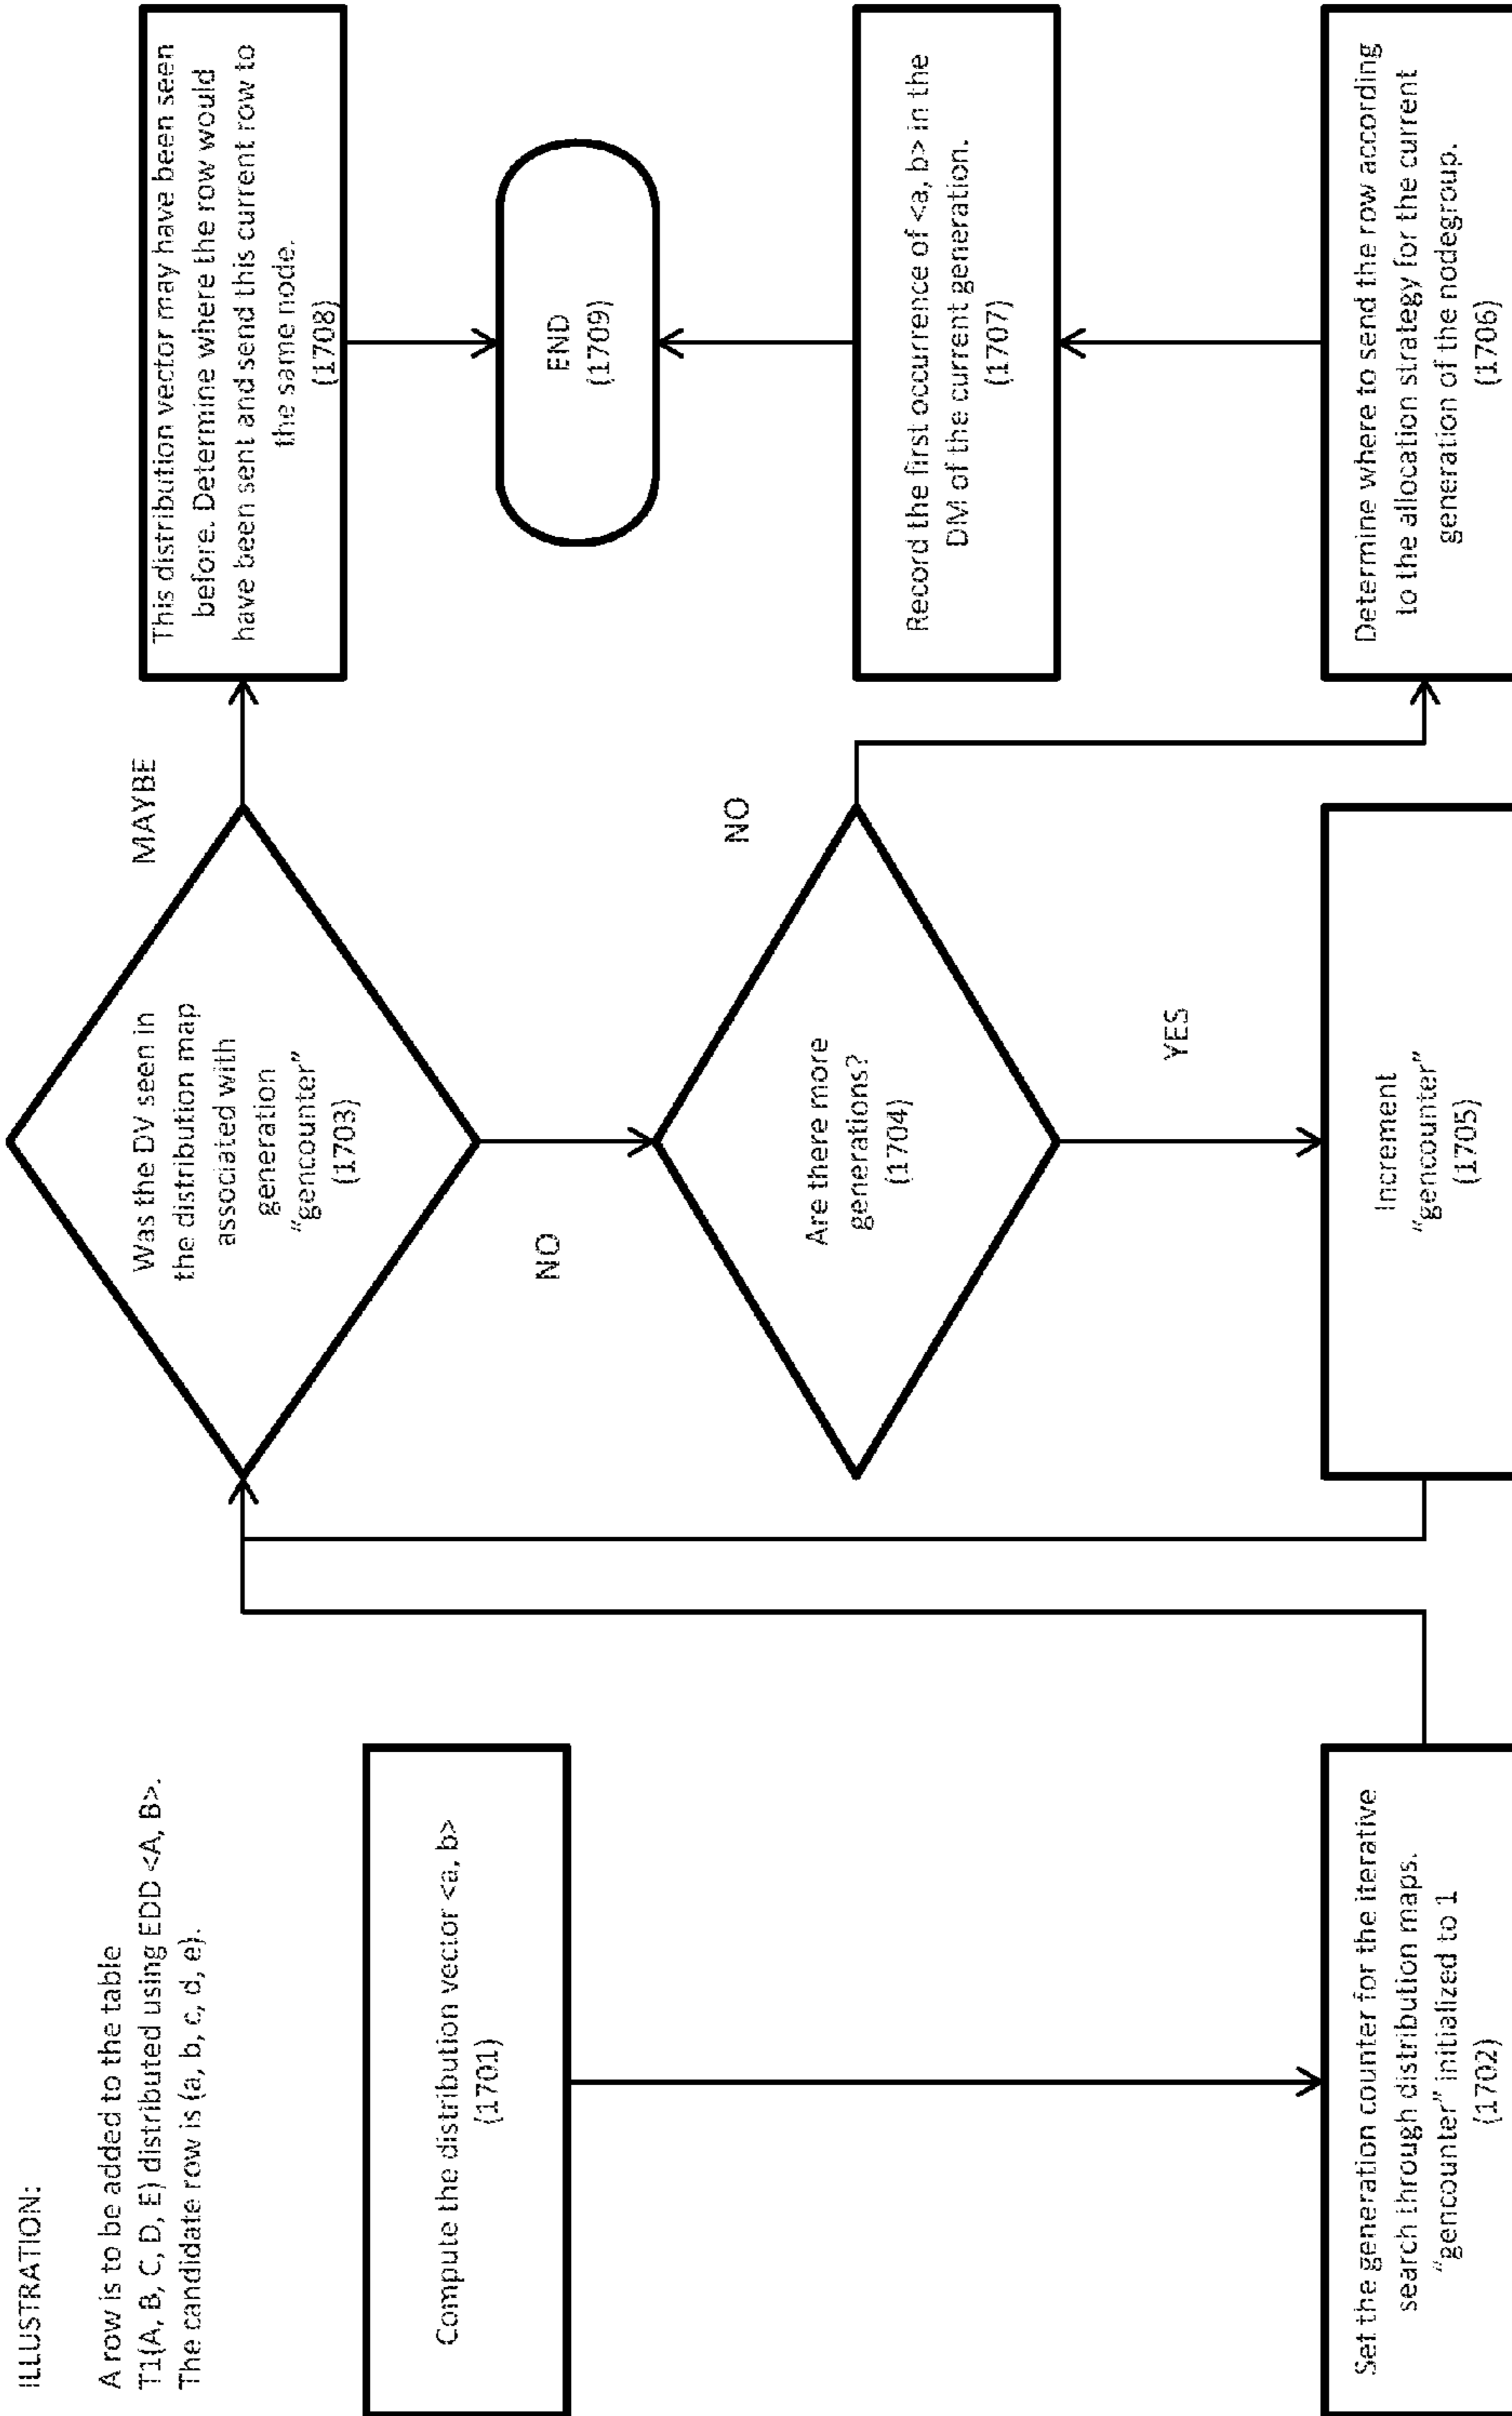 ILLUSTRATION:
A row is to be added to the table
T1(A, B, C, D, E) distributed using EDD <A, B>.
The candidate row is (a, b, c, d, e).
Compute the distribution vector <a, b>
(1701)
Set the generation counter for the iterative
search through distribution maps.
"gencounter" initialized to 1
(1702)
Was the DV seen in
the distribution map
associated with
generation
"gencounter"
(1703)
MAYBE
NO
Are there more
generations?
(1704)
NO
YES
Increment
"gencounter"
(1705)
This distribution vector may have been seen
before. Determine where the row would
have been sent and send this current row to
the same node.
(1708)
END
(1709)
Record the first occurrence of <a, b> in the
DM of the current generation.
(1707)
Determine where to send the row according
to the allocation strategy for the current
generation of the nodegroup.
(1706)